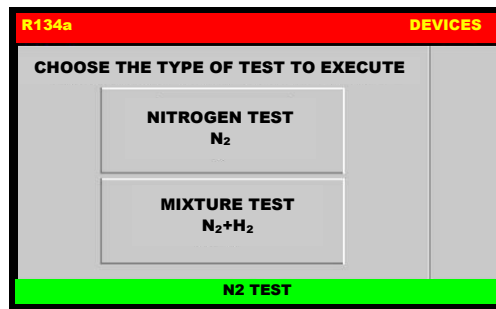 R134a DEVICES
CHOOSE THE TYPE OF TEST TO EXECUTE
NITROGEN TEST
N₂
MIXTURE TEST
N₂+H₂
N2 TEST